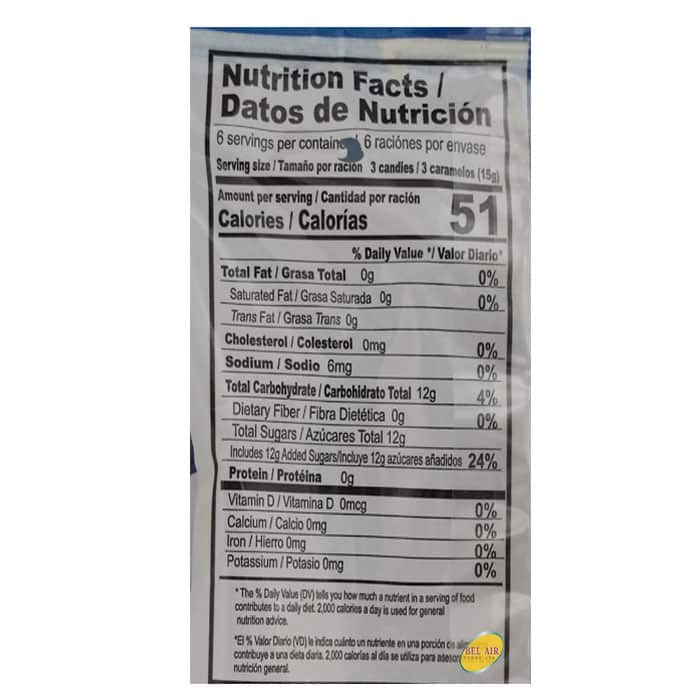 Nutrition Facts /
Datos de Nutrición
6 servings per container / 6 raciónes por envase
Serving size / Tamaño por ración 3 candies / 3 caramelos (15g)
Amount per serving / Cantidad por ración
Calories / Calorías 51
% Daily Value */ Valor Diario*
Total Fat / Grasa Total 0g 0%
Saturated Fat / Grasa Saturada 0g 0%
Trans Fat / Grasa Trans 0g
Cholesterol / Colesterol 0mg 0%
Sodium / Sodio 6mg 0%
Total Carbohydrate / Carbohidrato Total 12g 4%
Dietary Fiber / Fibra Dietética 0g 0%
Total Sugars / Azúcares Total 12g
Includes 12g Added Sugars/Incluye 12g azúcares añadidos 24%
Protein / Protéina 0g
Vitamin D / Vitamina D 0mcg 0%
Calcium / Calcio 0mg 0%
Iron / Hierro 0mg 0%
Potassium / Potasio 0mg 0%
* The % Daily Value (DV) tells you how much a nutrient in a serving of food
contributes to a daily diet. 2,000 calories a day is used for general
nutrition advice.
*El % Valor Diario (VD) le indica cuánto un nutriente en una porción de
contribuye a una dieta diaria. 2,000 calorías al día se utiliza para
nutrición general.
BEL AIR